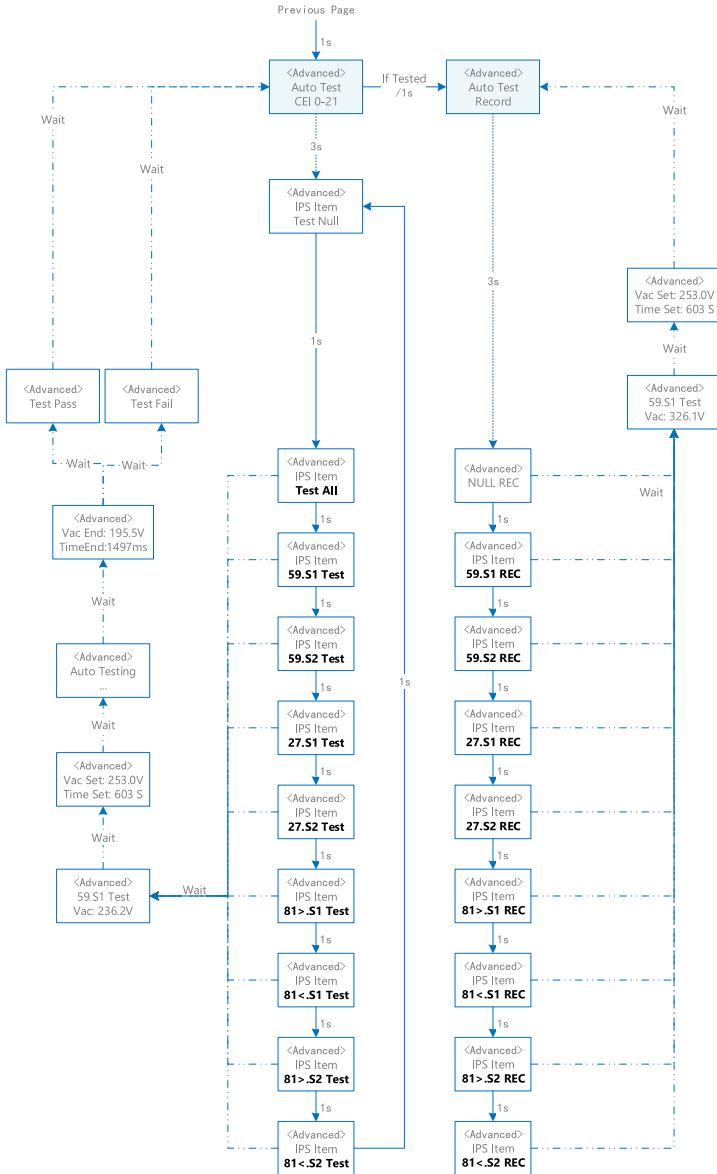 Previous Page
1s
<Advanced>
Auto Test
CEI 0-21
If Tested
/1s
<Advanced>
Auto Test
Record
Wait
Wait
Wait
3s
<Advanced>
IPS Item
Test Null
3s
<Advanced>
Vac Set: 253.0V
Time Set: 603 S
1s
Wait
<Advanced>
Test Pass
<Advanced>
Test Fail
<Advanced>
59.S1 Test
Vac: 326.1V
Wait
Wait
<Advanced>
IPS Item
Test All
<Advanced>
NULL REC
Wait
<Advanced>
Vac End: 195.5V
TimeEnd:1497ms
1s
1s
<Advanced>
IPS Item
59.S1 Test
<Advanced>
IPS Item
59.S1 REC
Wait
1s
1s
<Advanced>
Auto Testing
...
<Advanced>
IPS Item
59.S2 Test
<Advanced>
IPS Item
59.S2 REC
1s
1s
1s
Wait
<Advanced>
IPS Item
27.S1 Test
<Advanced>
IPS Item
27.S1 REC
<Advanced>
Vac Set: 253.0V
Time Set: 603 S
1s
1s
<Advanced>
IPS Item
27.S2 Test
<Advanced>
IPS Item
27.S2 REC
Wait
1s
1s
<Advanced>
59.S1 Test
Vac: 236.2V
Wait
<Advanced>
IPS Item
81>.S1 Test
<Advanced>
IPS Item
81>.S1 REC
1s
1s
<Advanced>
IPS Item
81<.S1 Test
<Advanced>
IPS Item
81<.S1 REC
1s
1s
<Advanced>
IPS Item
81>.S2 Test
<Advanced>
IPS Item
81>.S2 REC
1s
1s
<Advanced>
IPS Item
81<.S2 Test
<Advanced>
IPS Item
81<.S2 REC